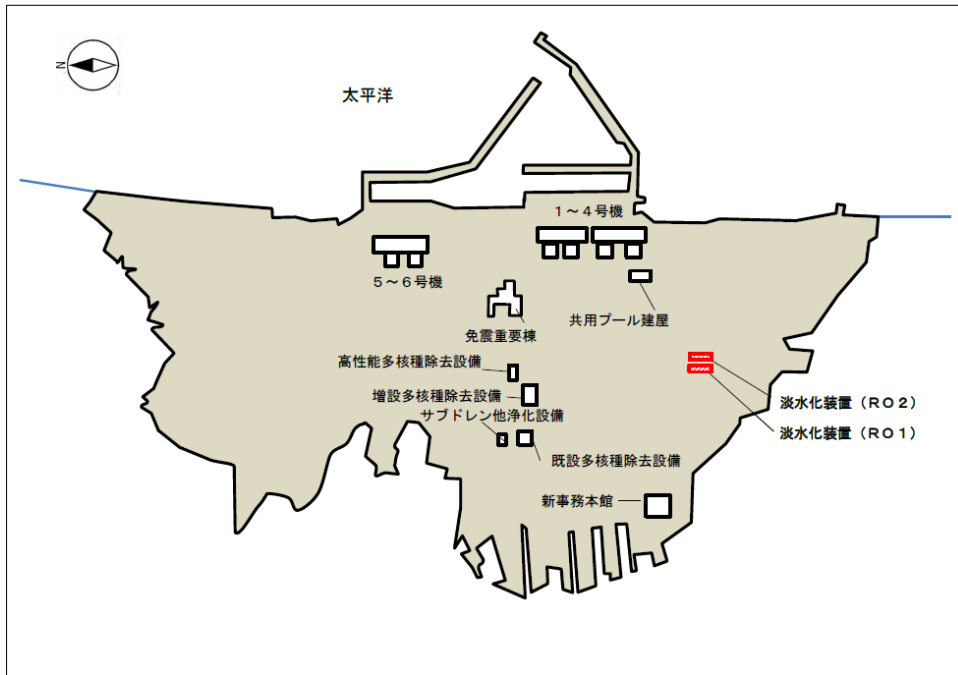 N
太平洋
1～4号機
5～6号機
共用プール建屋
免震重要棟
高性能多核種除去設備
増設多核種除去設備
サブドレン他浄化設備
淡水化装置（RO2）
淡水化装置（RO1）
既設多核種除去設備
新事務本館